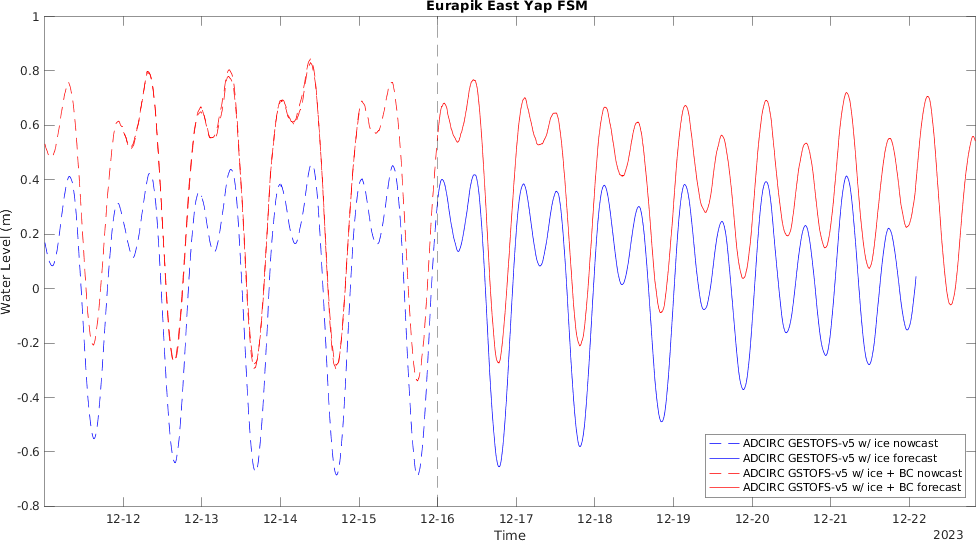 Eurapik East Yap FSM
1
0.8
0.6
0.4
0.2
0
-0.2
-0.4
-0.6
-0.8
Water Level (m)
ADCIRC GESTOFS-v5 w/ ice nowcast
ADCIRC GESTOFS-v5 w/ ice forecast
ADCIRC GSTOFS-v5 w/ ice + BC nowcast
ADCIRC GSTOFS-v5 w/ ice + BC forecast
12-12 12-13 12-14 12-15 12-16 12-17 12-18 12-19 12-20 12-21 12-22
Time
2023